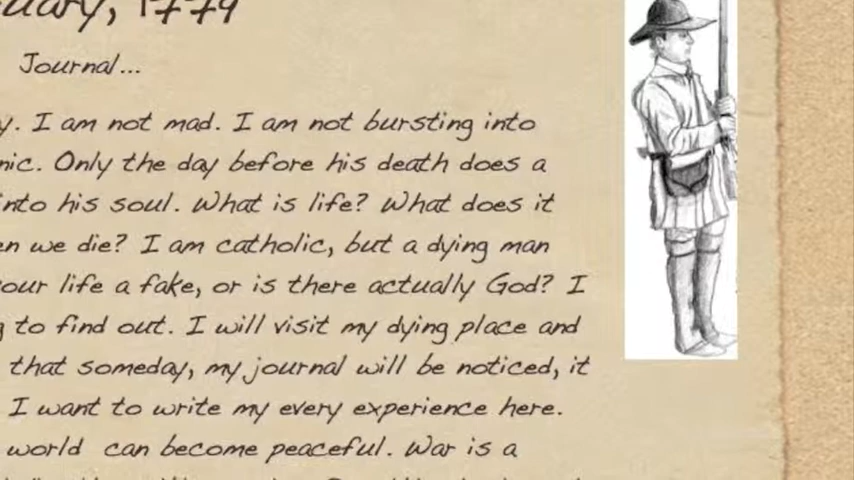 1779
Journal...
y. I am not mad. I am not bursting into
nic. Only the day before his death does a
into his soul. What is life? What does it
en we die? I am catholic, but a dying man
our life a fake, or is there actually God? I
g to find out. I will visit my dying place and
that someday, my journal will be noticed, it
I want to write my every experience here.
world can become peaceful. War is a